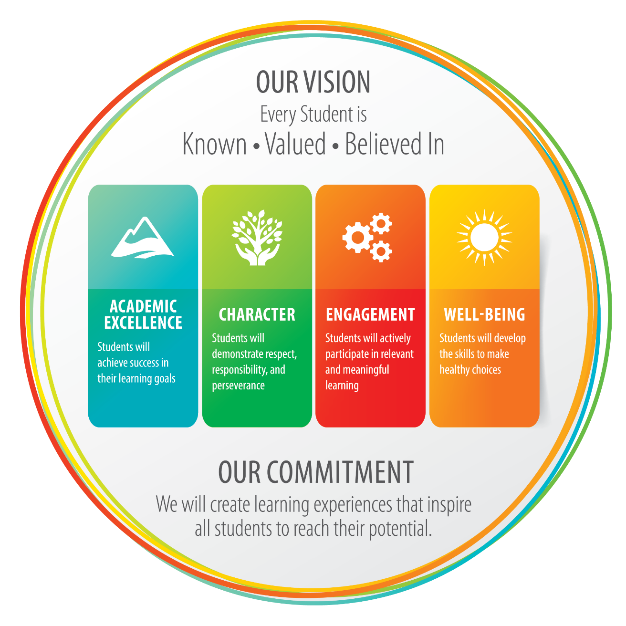 OUR VISION
Every Student is
Known • Valued • Believed In
ACADEMIC
EXCELLENCE
Students will
achieve success in
their learning goals
CHARACTER
Students will
demonstrate respect,
responsibility, and
perseverance
ENGAGEMENT
Students will actively
participate in relevant
and meaningful
learning
WELL-BEING
Students will develop
the skills to make
healthy choices
OUR COMMITMENT
We will create learning experiences that inspire
all students to reach their potential.